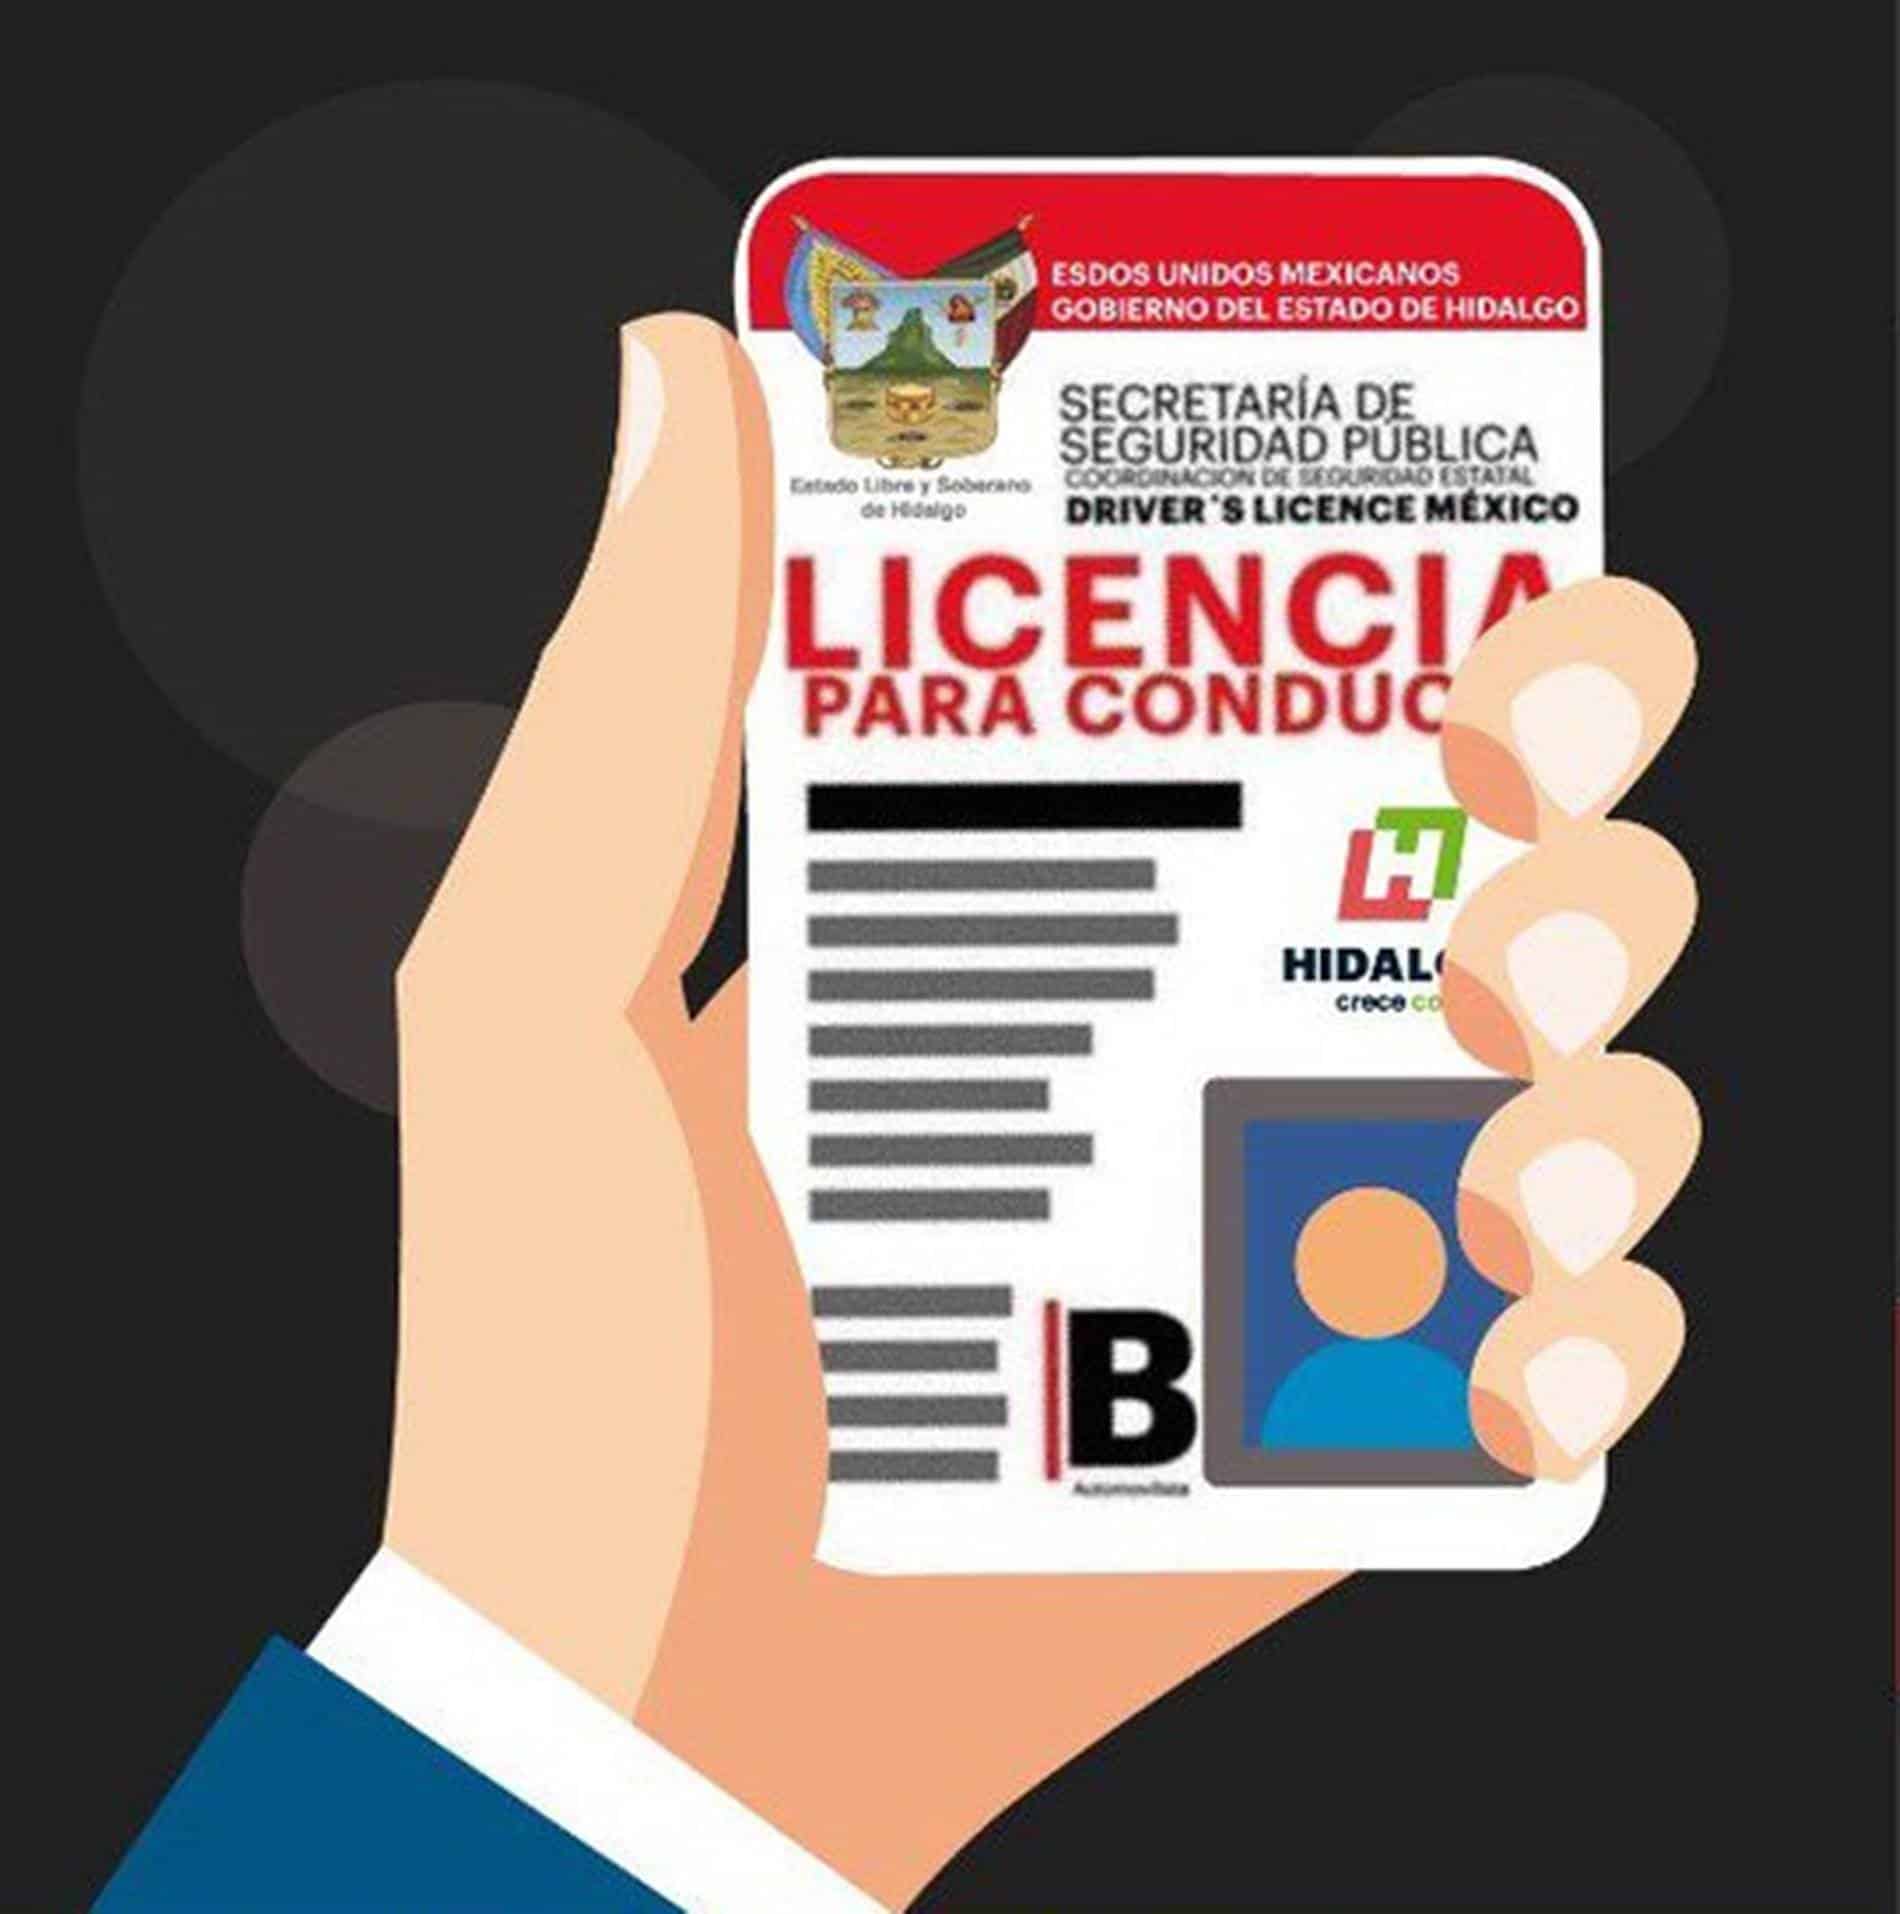 ESDOS UNIDOS MEXICANOS
GOBIERNO DEL ESTADO DE HIDALGO
SECRETARÍA DE
SEGURIDAD PÚBLICA
COORDINACION DE SEGURIDAD ESTATAL
DRIVER´S LICENCE MÉXICO
Estado Libre y Soberano
de Hidalgo
LICENCIA
PARA CONDUC
HIDALG
crece co
B
Automovilista